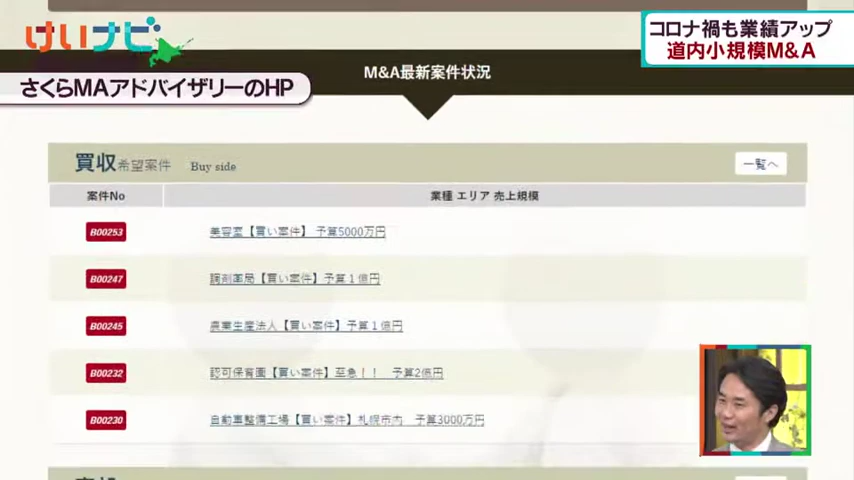 けいナビ
コロナ禍も業績アップ
道内小規模M&A
さくらMAアドバイザリーのHP
M&A最新案件状況
買収希望案件 Buy side 一覧へ
案件No 業種 エリア 売上規模
B00253 美容室【買い案件】 予算5000万円
B00247 調剤薬局【買い案件】予算１億円
B00245 農業生産法人【買い案件】予算１億円
B00232 認可保育園【買い案件】至急！！ 予算2億円
B00230 自動車整備工場【買い案件】札幌市内 予算3000万円